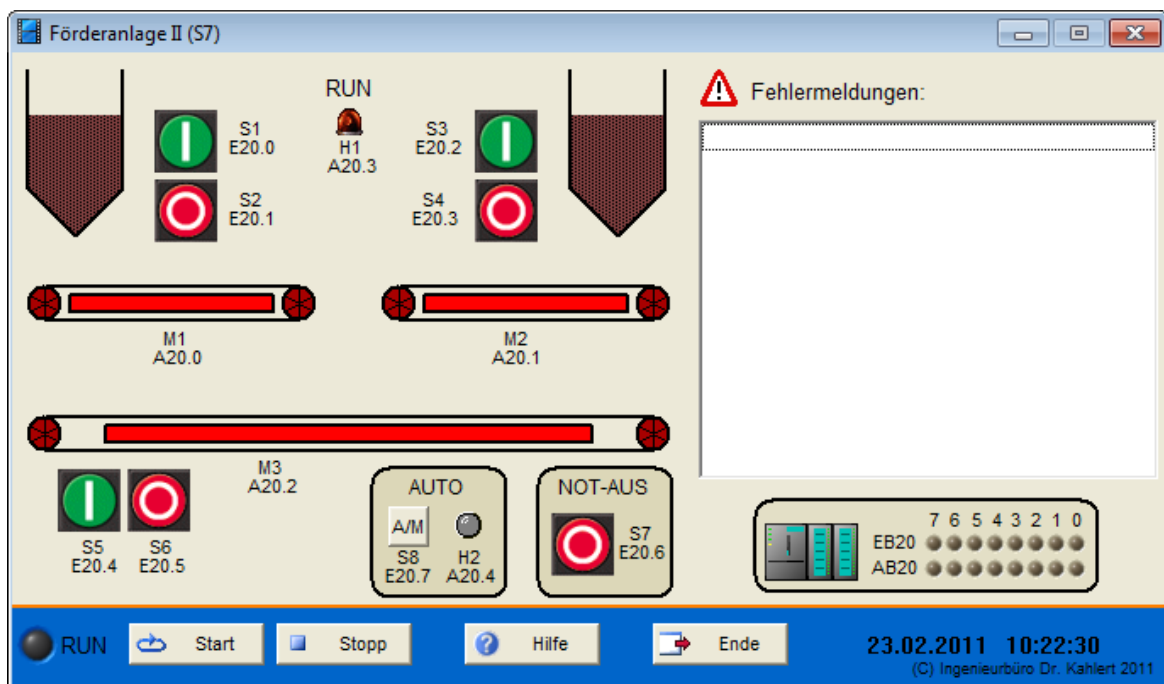 Förderanlage II (S7)
RUN
S1
E20.0
H1
A20.3
S3
E20.2
S2
E20.1
S4
E20.3
M1
A20.0
M2
A20.1
M3
A20.2
S5
E20.4
S6
E20.5
AUTO
A/M
S8
E20.7
H2
A20.4
NOT-AUS
S7
E20.6
Fehlermeldungen:
7 6 5 4 3 2 1 0
EB20
AB20
RUN
Start
Stopp
Hilfe
Ende
23.02.2011 10:22:30
(C) Ingenieurbüro Dr. Kahlert 2011